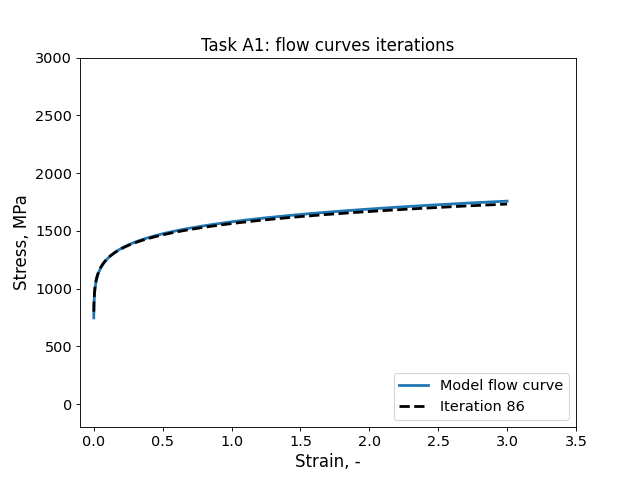 Task A1: flow curves iterations
3000
2500
2000
1500
1000
500
0
Stress, MPa
Model flow curve
Iteration 86
0.0 0.5 1.0 1.5 2.0 2.5 3.0 3.5
Strain, -